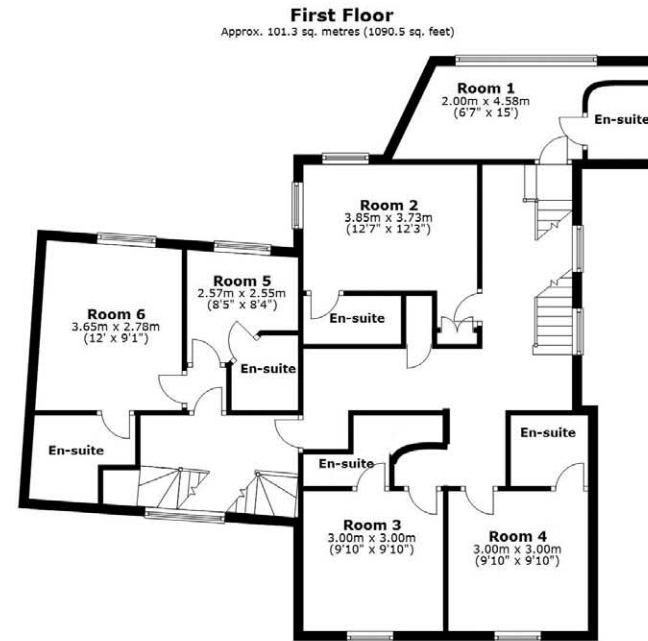 First Floor
Approx. 101.3 sq. metres (1090.5 sq. feet)
Room 1
2.00m x 4.58m
(6'7" x 15')
En-suite
Room 2
3.85m x 3.73m
(12'7" x 12'3")
Room 5
2.57m x 2.55m
(8'5" x 8'4")
Room 6
3.65m x 2.78m
(12' x 9'1")
En-suite
En-suite
En-suite
En-suite
En-suite
Room 3
3.00m x 3.00m
(9'10" x 9'10")
Room 4
3.00m x 3.00m
(9'10" x 9'10")